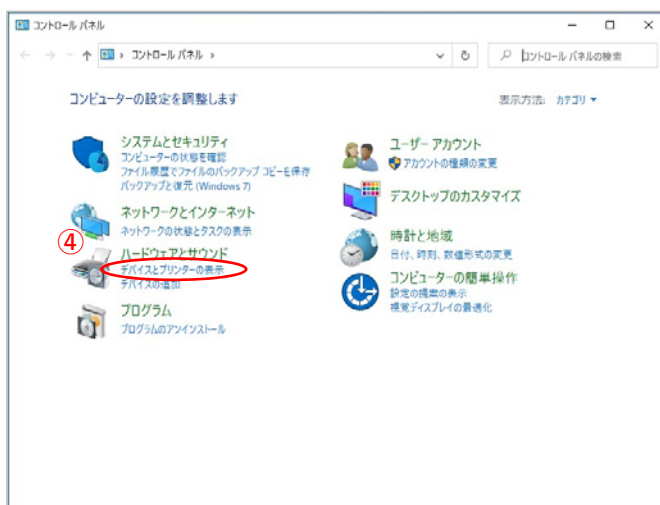 コントロール パネル
コントロール パネル
コントロール パネルの検索
コンピューターの設定を調整します
表示方法: カテゴリ
システムとセキュリティ
コンピューターの状態を確認
ファイル履歴でファイルのバックアップ コピーを保存
バックアップと復元 (Windows 7)
ネットワークとインターネット
ネットワークの状態とタスクの表示
④
ハードウェアとサウンド
デバイスとプリンターの表示
デバイスの追加
プログラム
プログラムのアンインストール
ユーザー アカウント
アカウントの種類の変更
デスクトップのカスタマイズ
時計と地域
日付、時刻、数値形式の変更
コンピューターの簡単操作
設定の提案の表示
視覚ディスプレイの最適化